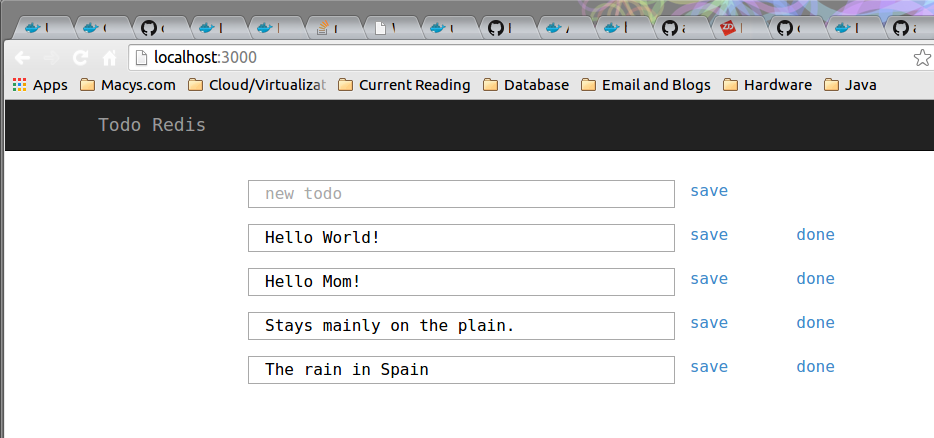 localhost:3000
Apps Macys.com Cloud/Virtualizat Current Reading Database Email and Blogs Hardware Java
Todo Redis
new todo save
Hello World! save done
Hello Mom! save done
Stays mainly on the plain. save done
The rain in Spain save done